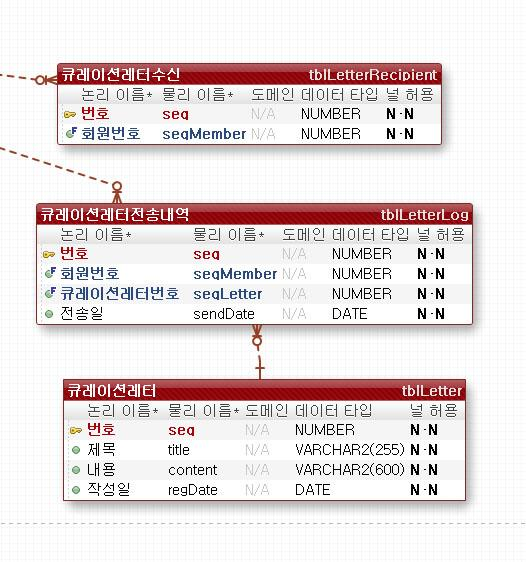 큐레이션레터수신 tblLetterRecipient
논리 이름* 물리 이름* 도메인 데이터 타입 널 허용
번호 seq N/A NUMBER N·N
회원번호 seqMember N/A NUMBER N·N
큐레이션레터전송내역 tblLetterLog
논리 이름* 물리 이름* 도메인 데이터 타입 널 허용
번호 seq N/A NUMBER N·N
회원번호 seqMember N/A NUMBER N·N
큐레이션레터번호 seqLetter N/A NUMBER N·N
전송일 sendDate N/A DATE N·N
큐레이션레터 tblLetter
논리 이름* 물리 이름* 도메인 데이터 타입 널 허용
번호 seq N/A NUMBER N·N
제목 title N/A VARCHAR2(255) N·N
내용 content N/A VARCHAR2(600) N·N
작성일 regDate N/A DATE N·N